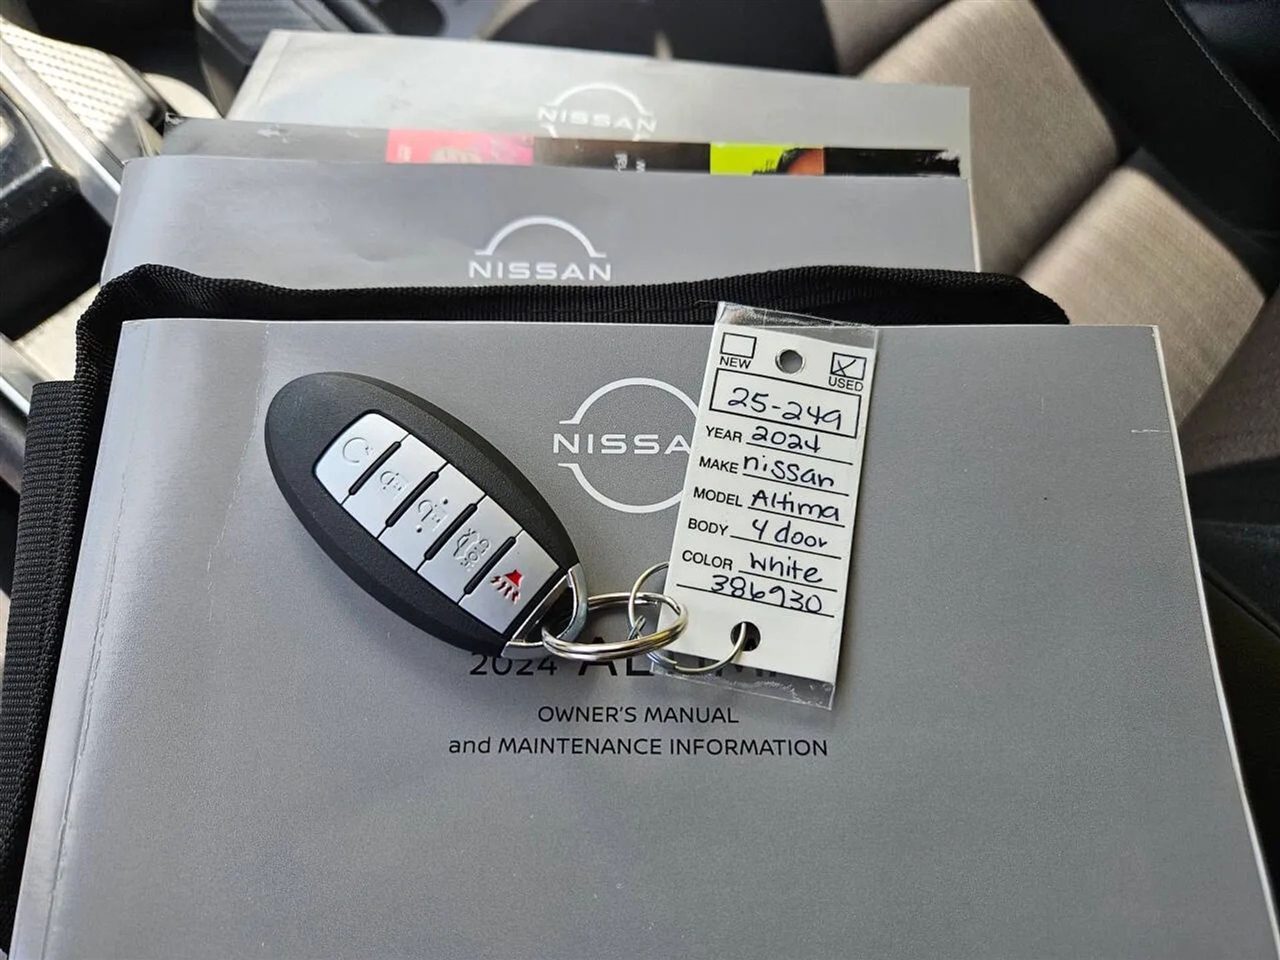 NISSAN
NISSAN
NISSA
NEW
USED
25-249
YEAR 2024
MAKE nissan
MODEL Altima
BODY 4 door
COLOR White
386930
2024
OWNER'S MANUAL
and MAINTENANCE INFORMATION